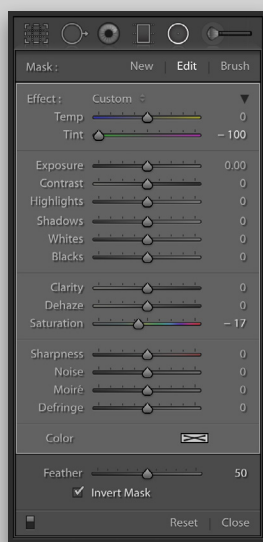 Mask : New Edit Brush
Effect : Custom
Temp 0
Tint – 100
Exposure 0.00
Contrast 0
Highlights 0
Shadows 0
Whites 0
Blacks 0
Clarity 0
Dehaze 0
Saturation – 17
Sharpness 0
Noise 0
Moiré 0
Defringe 0
Color
Feather 50
Invert Mask
Reset Close